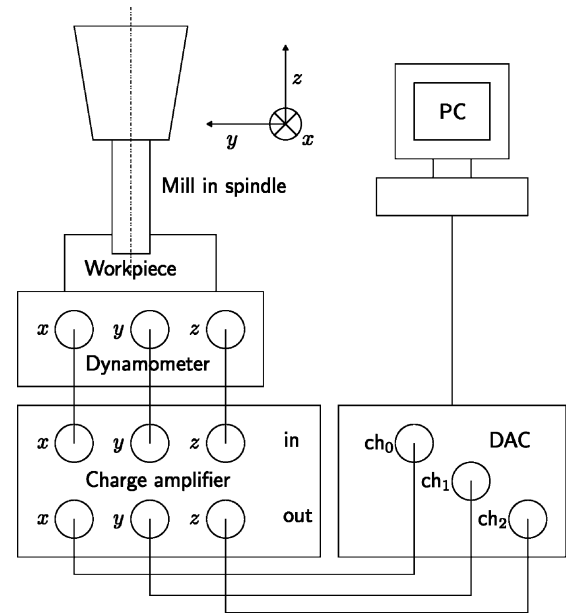 z
PC
y
x
Mill in spindle
Workpiece
x y z
Dynamometer
x y z in
ch0 DAC
Charge amplifier
ch1
x y z out
ch2